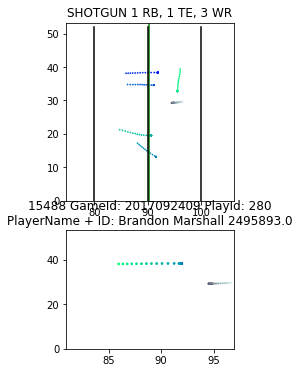 SHOTGUN 1 RB, 1 TE, 3 WR
50
40
30
20
10
0
80 90 100
15488 GameId: 2017092409 PlayId: 280
PlayerName + ID: Brandon Marshall 2495893.0
40
20
0
85 90 95